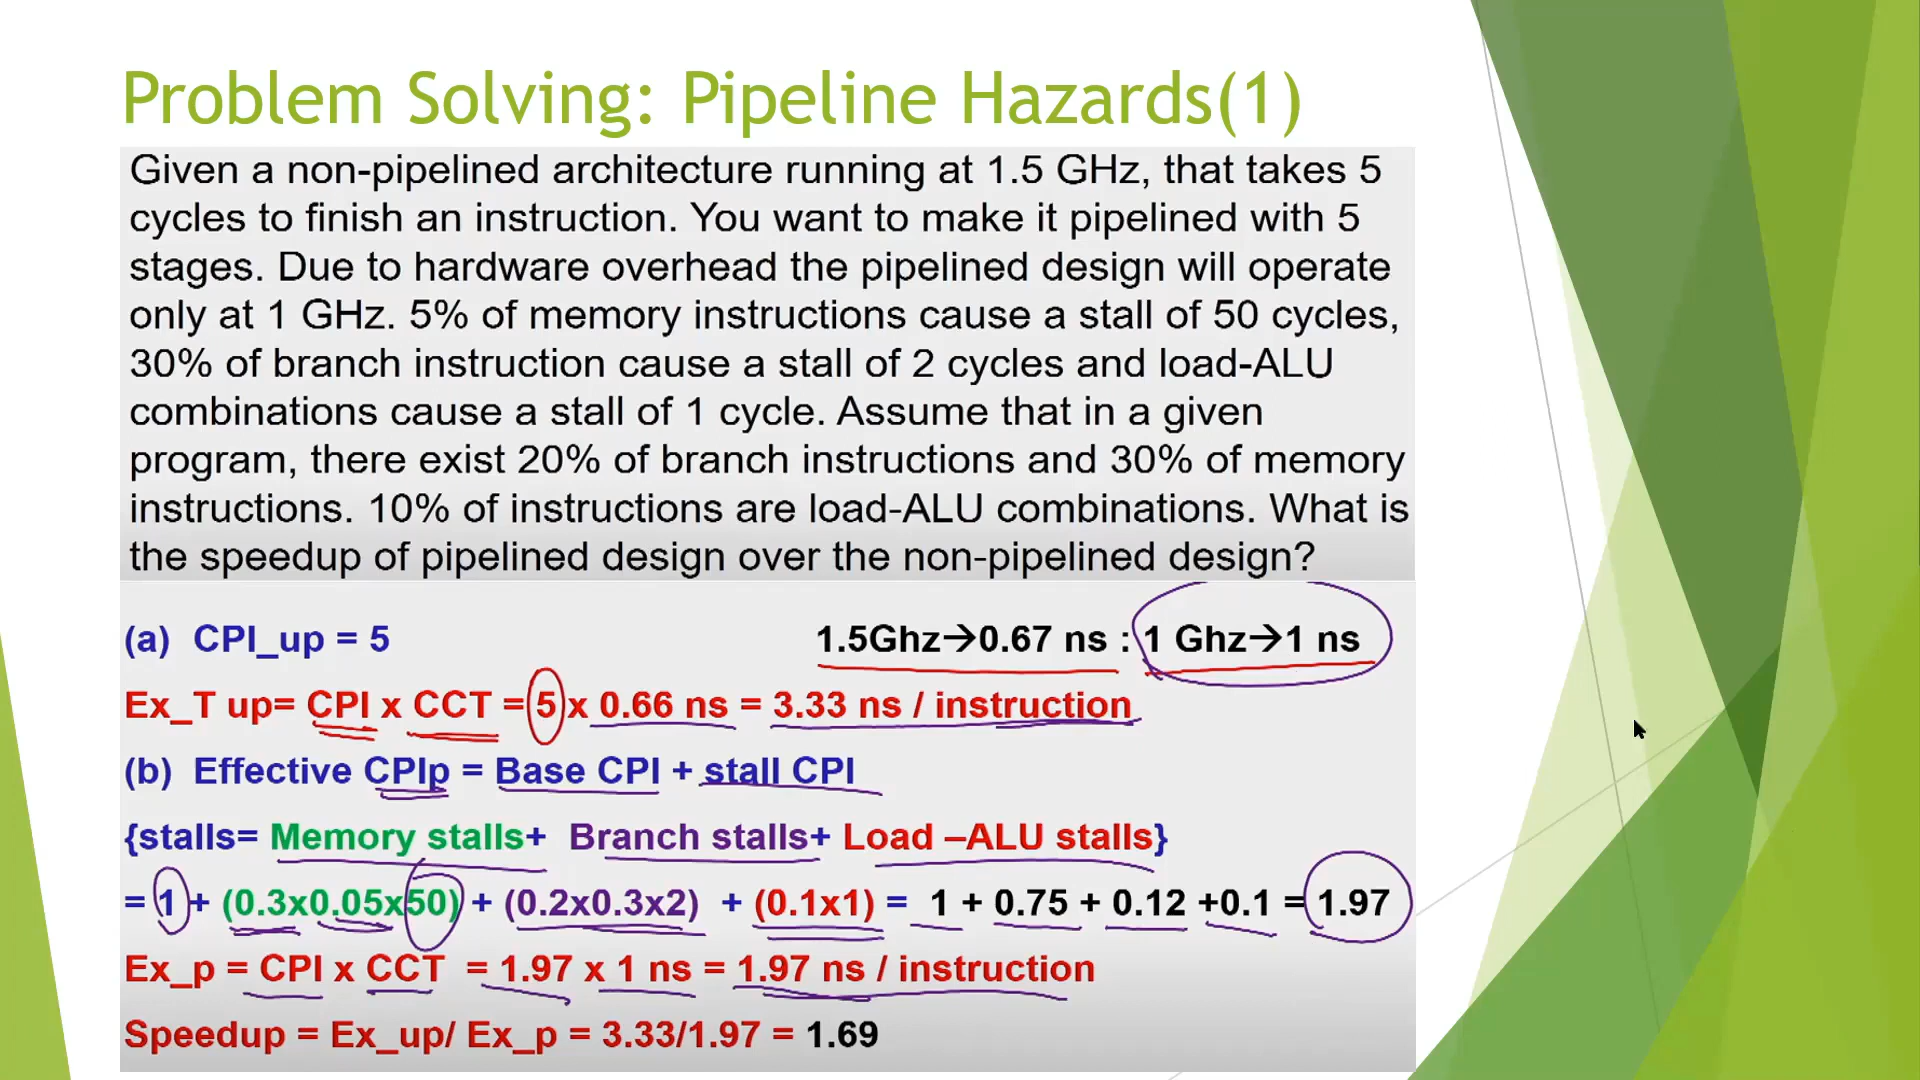 Problem Solving: Pipeline Hazards(1)
Given a non-pipelined architecture running at 1.5 GHz, that takes 5
cycles to finish an instruction. You want to make it pipelined with 5
stages. Due to hardware overhead the pipelined design will operate
only at 1 GHz. 5% of memory instructions cause a stall of 50 cycles,
30% of branch instruction cause a stall of 2 cycles and load-ALU
combinations cause a stall of 1 cycle. Assume that in a given
program, there exist 20% of branch instructions and 30% of memory
instructions. 10% of instructions are load-ALU combinations. What is
the speedup of pipelined design over the non-pipelined design?
(a) CPI_up = 5 1.5Ghz→0.67 ns : 1 Ghz→1 ns
Ex_T up= CPI x CCT = 5 x 0.66 ns = 3.33 ns / instruction
(b) Effective CPIp = Base CPI + stall CPI
{stalls= Memory stalls+ Branch stalls+ Load –ALU stalls}
= 1 + (0.3x0.05x50) + (0.2x0.3x2) + (0.1x1) = 1 + 0.75 + 0.12 +0.1 = 1.97
Ex_p = CPI x CCT = 1.97 x 1 ns = 1.97 ns / instruction
Speedup = Ex_up/ Ex_p = 3.33/1.97 = 1.69